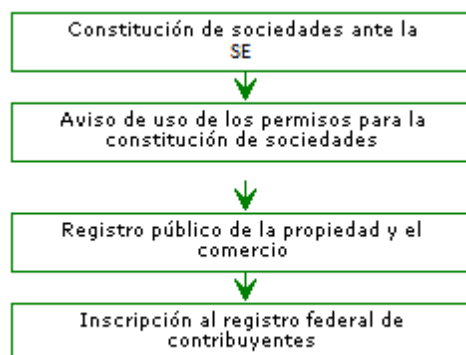 Constitución de sociedades ante la
SE
Aviso de uso de los permisos para la
constitución de sociedades
Registro público de la propiedad y el
comercio
Inscripción al registro federal de
contribuyentes